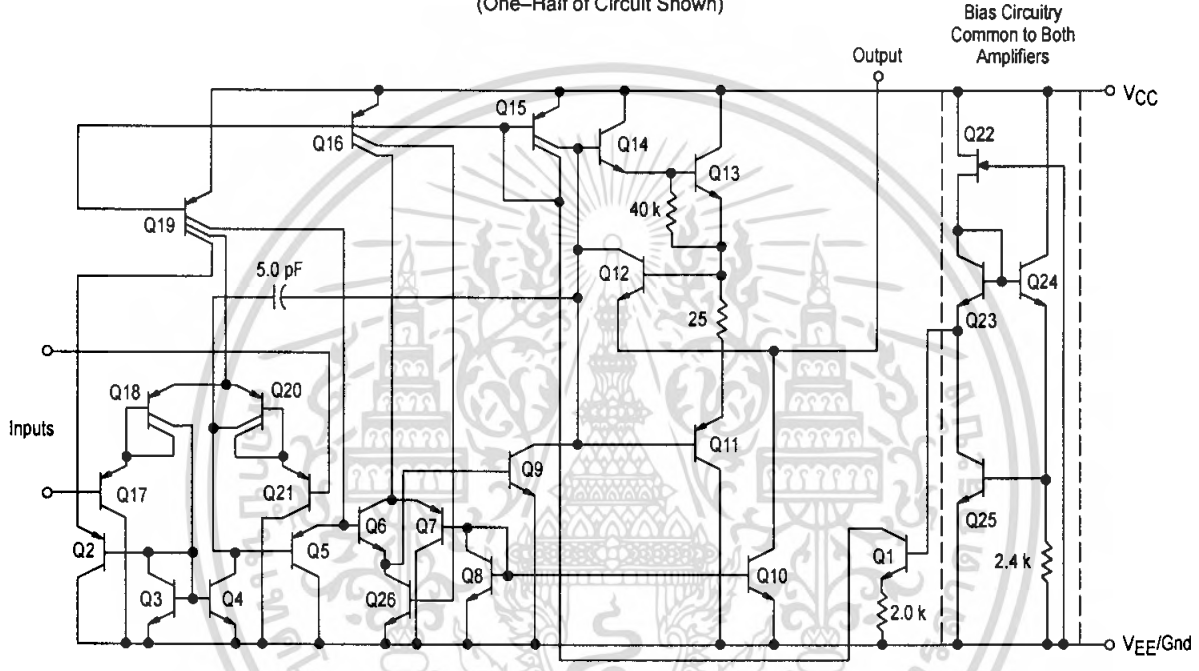 (One–Half of Circuit Shown)
Bias Circuitry
Common to Both
Amplifiers
Output
VCC
Q15
Q16
Q14
Q22
Q13
40 k
Q19
5.0 pF
Q12
Q24
Q23
25
Q18
Q20
Inputs
Q11
Q9
Q17
Q21
Q25
Q2
Q5
Q6
Q7
Q1
Q8
Q10
2.4 k
Q3
Q4
Q26
2.0 k
VEE/Gnd